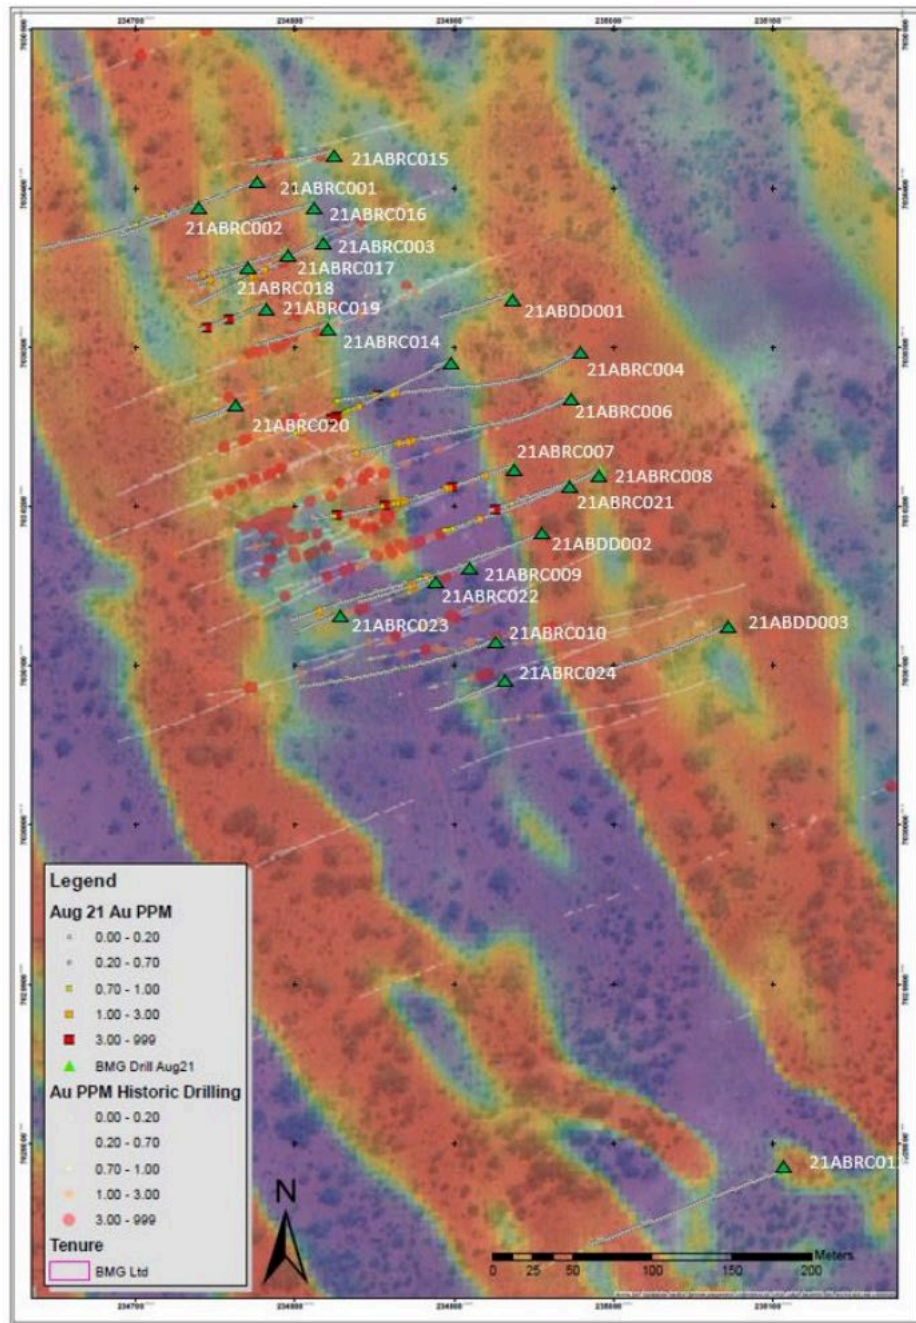 21ABRC015
21ABRC001
21ABRC016
21ABRC002
21ABRC003
21ABRC017
21ABRC018
21ABRC019
21ABDD001
21ABRC014
21ABRC004
21ABRC006
21ABRC020
21ABRC007
21ABRC008
21ABRC021
21ABDD002
21ABRC009
21ABRC022
21ABRC023
21ABRC010
21ABDD003
21ABRC024
Legend
Aug 21 Au PPM
0.00 - 0.20
0.20 - 0.70
0.70 - 1.00
1.00 - 3.00
3.00 - 999
BMG Drill Aug21
Au PPM Historic Drilling
0.00 - 0.20
0.20 - 0.70
0.70 - 1.00
1.00 - 3.00
3.00 - 999
Tenure
BMG Ltd
N
Meters
0 25 50 100 150 200